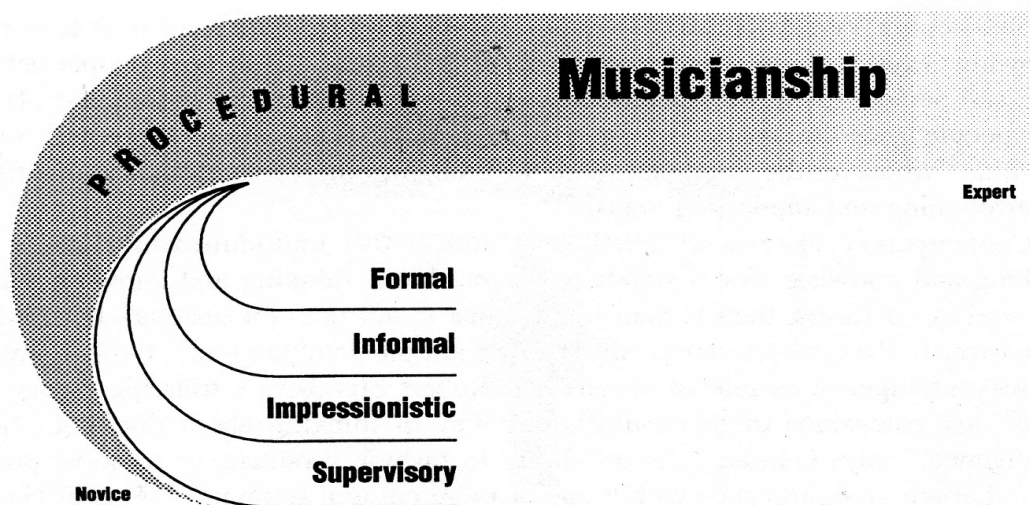 Musicianship
PROCEDURAL
Expert
Formal
Informal
Impressionistic
Supervisory
Novice